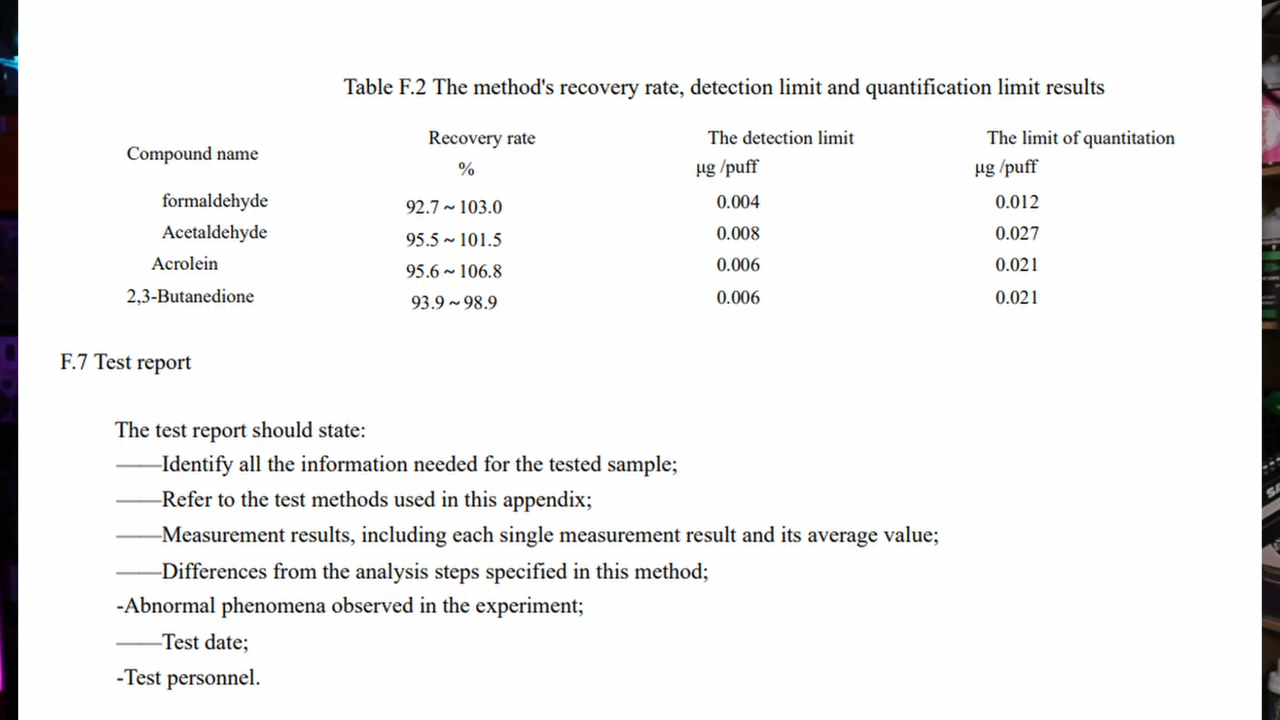 Table F.2 The method's recovery rate, detection limit and quantification limit results
Compound name Recovery rate The detection limit The limit of quantitation
% μg /puff μg /puff
formaldehyde 92.7 ~ 103.0 0.004 0.012
Acetaldehyde 95.5 ~ 101.5 0.008 0.027
Acrolein 95.6 ~ 106.8 0.006 0.021
2,3-Butanedione 93.9 ~ 98.9 0.006 0.021
F.7 Test report
The test report should state:
——Identify all the information needed for the tested sample;
——Refer to the test methods used in this appendix;
——Measurement results, including each single measurement result and its average value;
——Differences from the analysis steps specified in this method;
-Abnormal phenomena observed in the experiment;
——Test date;
-Test personnel.